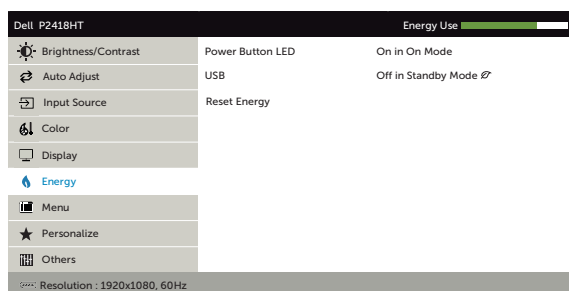 Dell P2418HT Energy Use
Brightness/Contrast Power Button LED On in On Mode
Auto Adjust USB Off in Standby Mode
Input Source Reset Energy
Color
Display
Energy
Menu
Personalize
Others
Resolution : 1920x1080, 60Hz